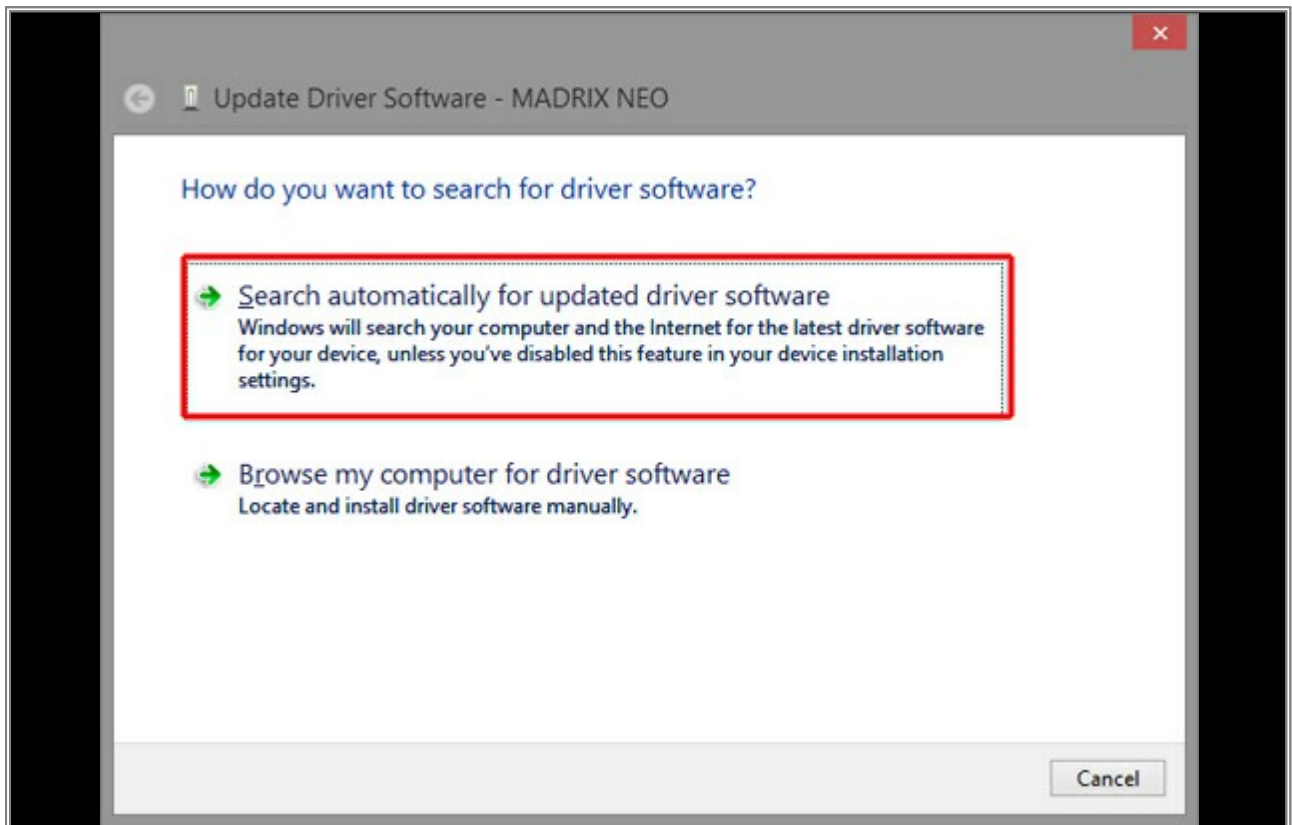 Update Driver Software - MADRIX NEO
How do you want to search for driver software?
Search automatically for updated driver software
Windows will search your computer and the Internet for the latest driver software
for your device, unless you've disabled this feature in your device installation
settings.
Browse my computer for driver software
Locate and install driver software manually.
Cancel